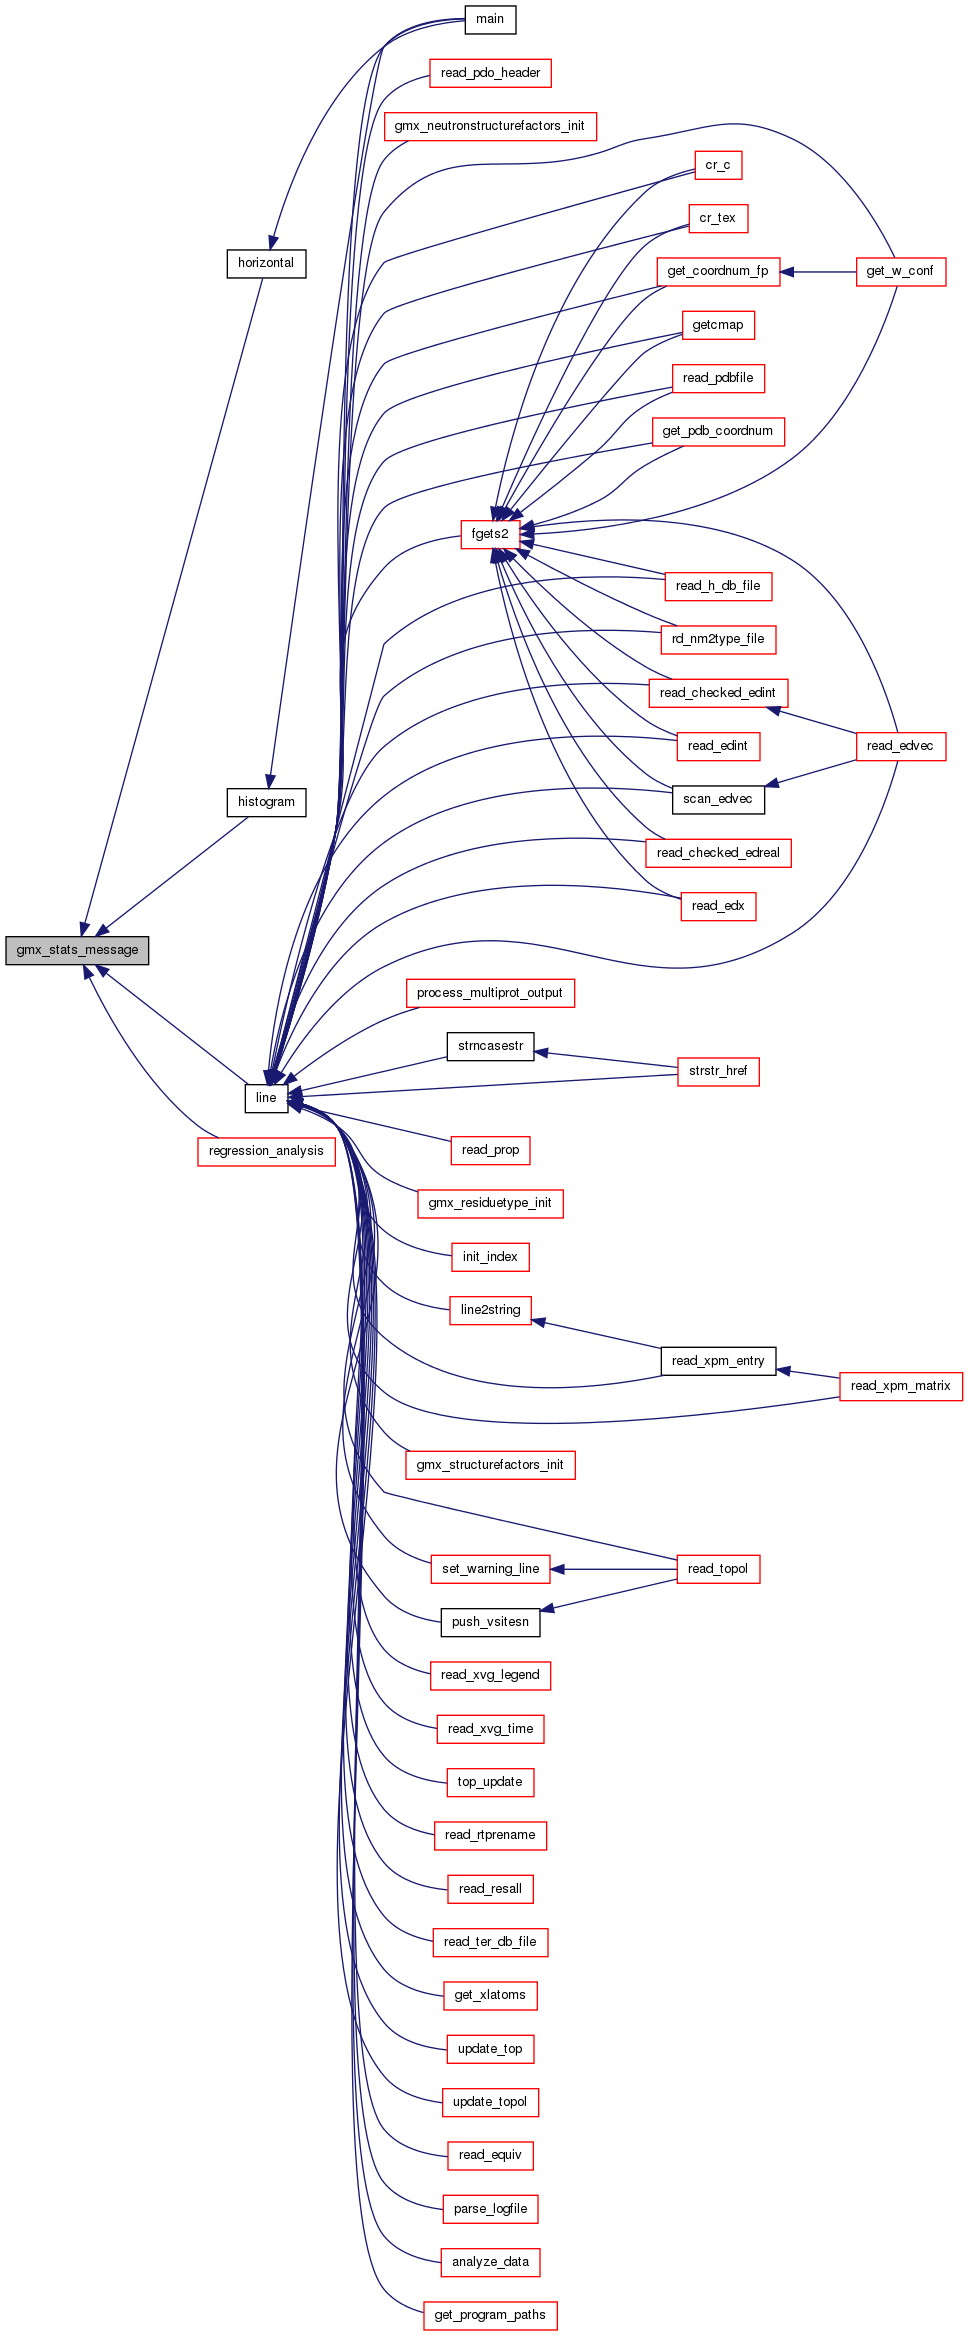 main
read_pdo_header
gmx_neutronstructurefactors_init
cr_c
cr_tex
horizontal
get_coordnum_fp
get_w_conf
getcmap
read_pdbfile
get_pdb_coordnum
fgets2
read_h_db_file
rd_nm2type_file
read_checked_edint
read_edint
read_edvec
histogram
scan_edvec
read_checked_edreal
read_edx
gmx_stats_message
process_multiprot_output
strncasestr
strstr_href
line
regression_analysis
read_prop
gmx_residuetype_init
init_index
line2string
read_xpm_entry
read_xpm_matrix
gmx_structurefactors_init
set_warning_line
read_topol
push_vsitesn
read_xvg_legend
read_xvg_time
top_update
read_rtprename
read_resall
read_ter_db_file
get_xlatoms
update_top
update_topol
read_equiv
parse_logfile
analyze_data
get_program_paths